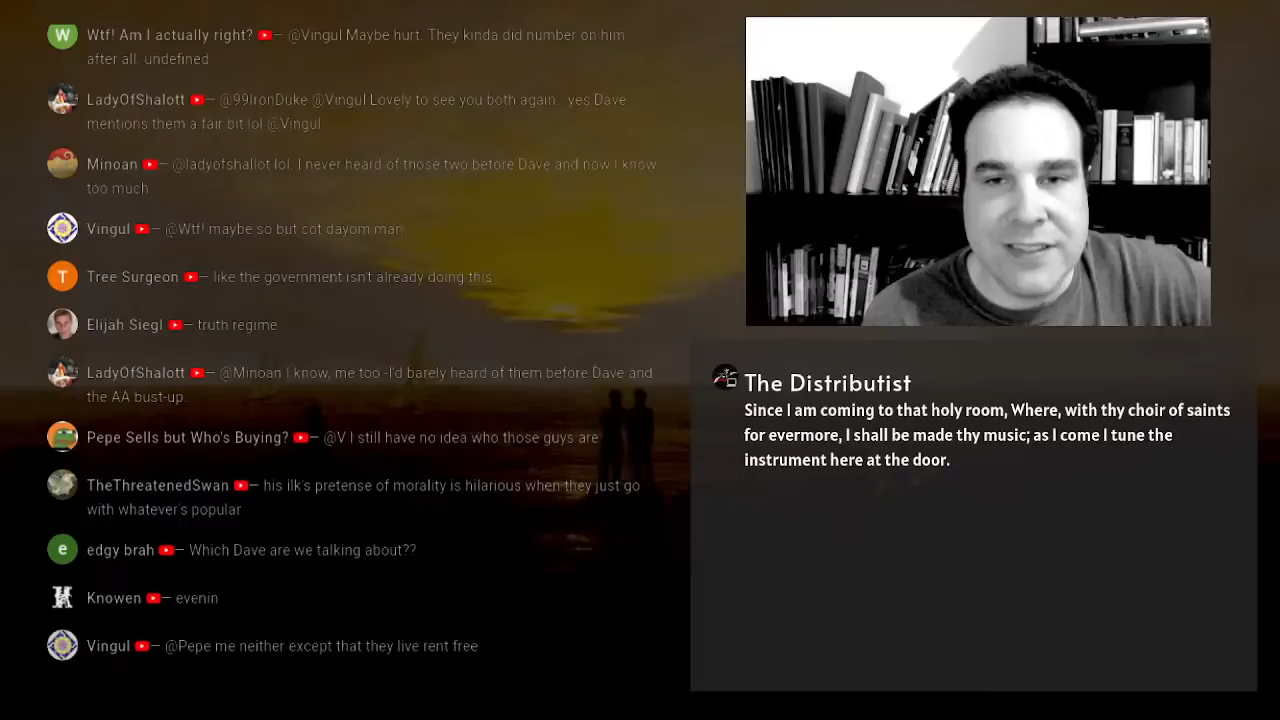 Wtf! Am I actually right? — @Vingul Maybe hurt. They kinda did number on him
after all. undefined
LadyOfShalott — @99IronDuke @Vingul Lovely to see you both again. yes Dave
mentions them a fair bit lol @Vingul
Minoan — @ladyofshallot lol. I never heard of those two before Dave and now I know
too much
Vingul — @Wtf! maybe so but cot dayom man
Tree Surgeon — like the government isn't already doing this
Elijah Siegl — truth regime
LadyOfShalott — @Minoan I know, me too -I'd barely heard of them before Dave and
the AA bust-up.
Pepe Sells but Who's Buying? — @V I still have no idea who those guys are
TheThreatenedSwan — his ilk's pretense of morality is hilarious when they just go
with whatever's popular
edgy brah — Which Dave are we talking about??
Knowen — evenin
Vingul — @Pepe me neither except that they live rent free
The Distributist
Since I am coming to that holy room, Where, with thy choir of saints
for evermore, I shall be made thy music; as I come I tune the
instrument here at the door.